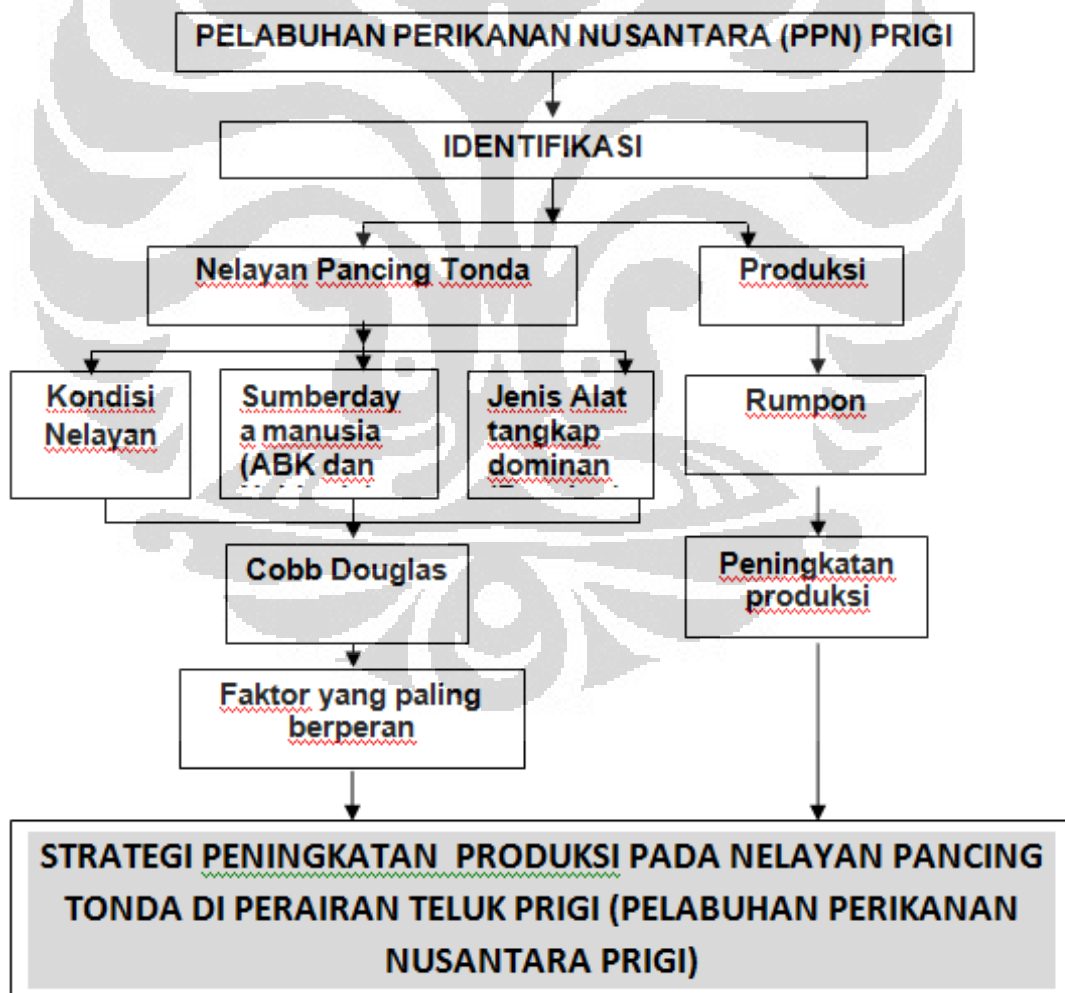 PELABUHAN PERIKANAN NUSANTARA (PPN) PRIGI
IDENTIFIKASI
Nelayan Pancing Tonda
Produksi
Kondisi
Nelayan
Sumberday
a manusia
(ABK dan
Jenis Alat
tangkap
dominan
Rumpon
Cobb Douglas
Peningkatan
produksi
Faktor yang paling
berperan
STRATEGI PENINGKATAN PRODUKSI PADA NELAYAN PANCING
TONDA DI PERAIRAN TELUK PRIGI (PELABUHAN PERIKANAN
NUSANTARA PRIGI)